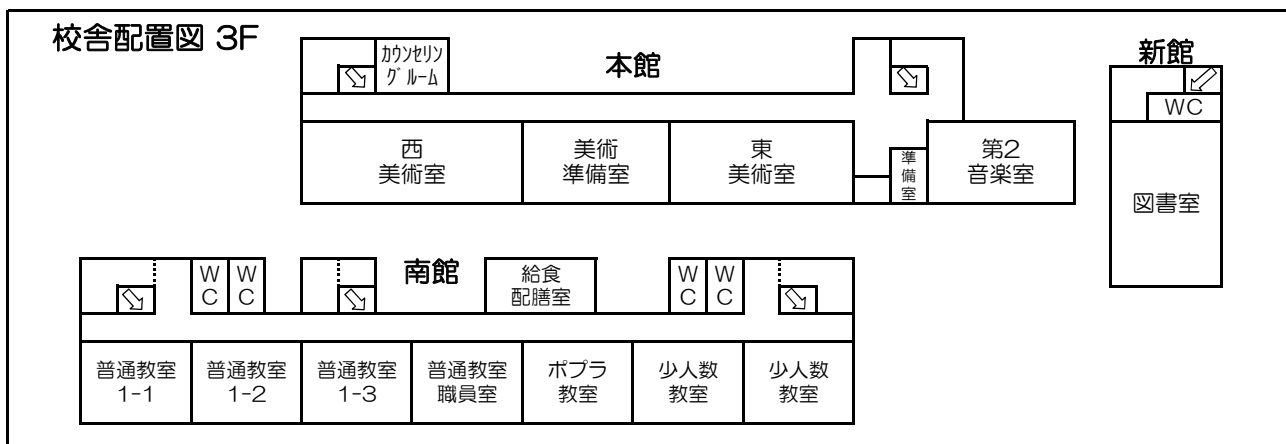 校舎配置図 3F
カウンセリン
グルーム
本館
新館
WC
西
美術室
美術
準備室
東
美術室
準
備
室
第2
音楽室
図書室
南館
W
C
W
C
給食
配膳室
W
C
W
C
普通教室
1-1
普通教室
1-2
普通教室
1-3
普通教室
職員室
ポプラ
教室
少人数
教室
少人数
教室